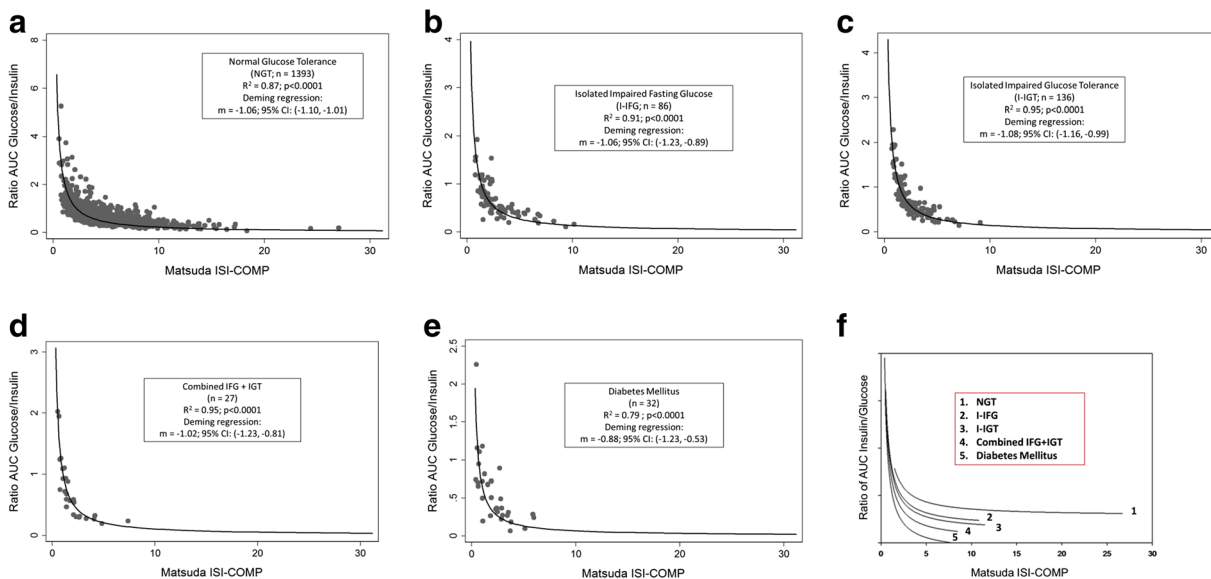 a
Ratio AUC Glucose/Insulin
8
6
4
2
0
Normal Glucose Tolerance
(NGT; n = 1393)
R² = 0.87; p<0.0001
Deming regression:
m = -1.06; 95% CI: (-1.10, -1.01)
0 10 20 30
Matsuda ISI-COMP
b
Ratio AUC Glucose/Insulin
4
3
2
1
0
Isolated Impaired Fasting Glucose
(I-IFG; n = 86)
R² = 0.91; p<0.0001
Deming regression:
m = -1.06; 95% CI: (-1.23, -0.89)
0 10 20 30
Matsuda ISI-COMP
c
Ratio AUC Glucose/Insulin
4
3
2
1
0
Isolated Impaired Glucose Tolerance
(I-IGT; n = 136)
R² = 0.95; p<0.0001
Deming regression:
m = -1.08; 95% CI: (-1.16, -0.99)
0 10 20 30
Matsuda ISI-COMP
d
Ratio AUC Glucose/Insulin
3
2
1
0
Combined IFG + IGT
(n = 27)
R² = 0.95; p<0.0001
Deming regression:
m = -1.02; 95% CI: (-1.23, -0.81)
0 10 20 30
Matsuda ISI-COMP
e
Ratio AUC Glucose/Insulin
2.5
2
1.5
1
.5
0
Diabetes Mellitus
(n = 32)
R² = 0.79 ; p<0.0001
Deming regression:
m = -0.88; 95% CI: (-1.23, -0.53)
0 10 20 30
Matsuda ISI-COMP
f
Ratio of AUC Insulin/Glucose
1. NGT
2. I-IFG
3. I-IGT
4. Combined IFG+IGT
5. Diabetes Mellitus
1
2
3
4
5
0 5 10 15 20 25 30
Matsuda ISI-COMP